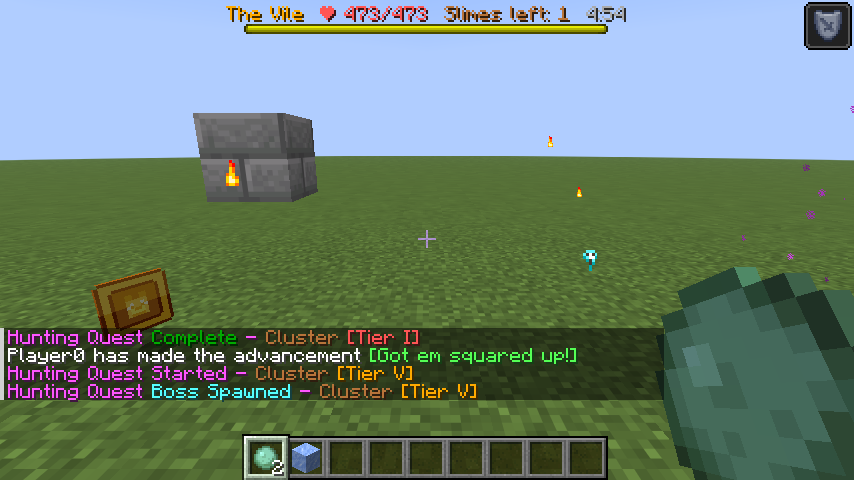 The Vile ❤ 473/473 Slimes left: 1 4:54
Hunting Quest Complete - Cluster [Tier I]
Player0 has made the advancement [Got em squared up!]
Hunting Quest Started - Cluster [Tier V]
Hunting Quest Boss Spawned - Cluster [Tier V]
2